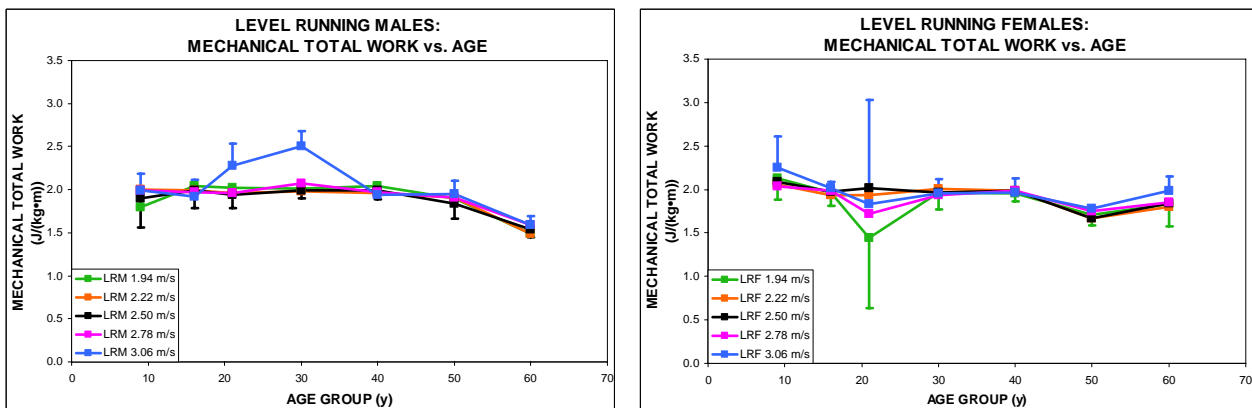 LEVEL RUNNING MALES:
MECHANICAL TOTAL WORK vs. AGE
MECHANICAL TOTAL WORK
(J/(kg•m))
3.5
3.0
2.5
2.0
1.5
1.0
0.5
0.0
LRM 1.94 m/s
LRM 2.22 m/s
LRM 2.50 m/s
LRM 2.78 m/s
LRM 3.06 m/s
0 10 20 30 40 50 60 70
AGE GROUP (y)
LEVEL RUNNING FEMALES:
MECHANICAL TOTAL WORK vs. AGE
MECHANICAL TOTAL WORK
(J/(kg•m))
3.5
3.0
2.5
2.0
1.5
1.0
0.5
0.0
LRF 1.94 m/s
LRF 2.22 m/s
LRF 2.50 m/s
LRF 2.78 m/s
LRF 3.06 m/s
0 10 20 30 40 50 60 70
AGE GROUP (y)